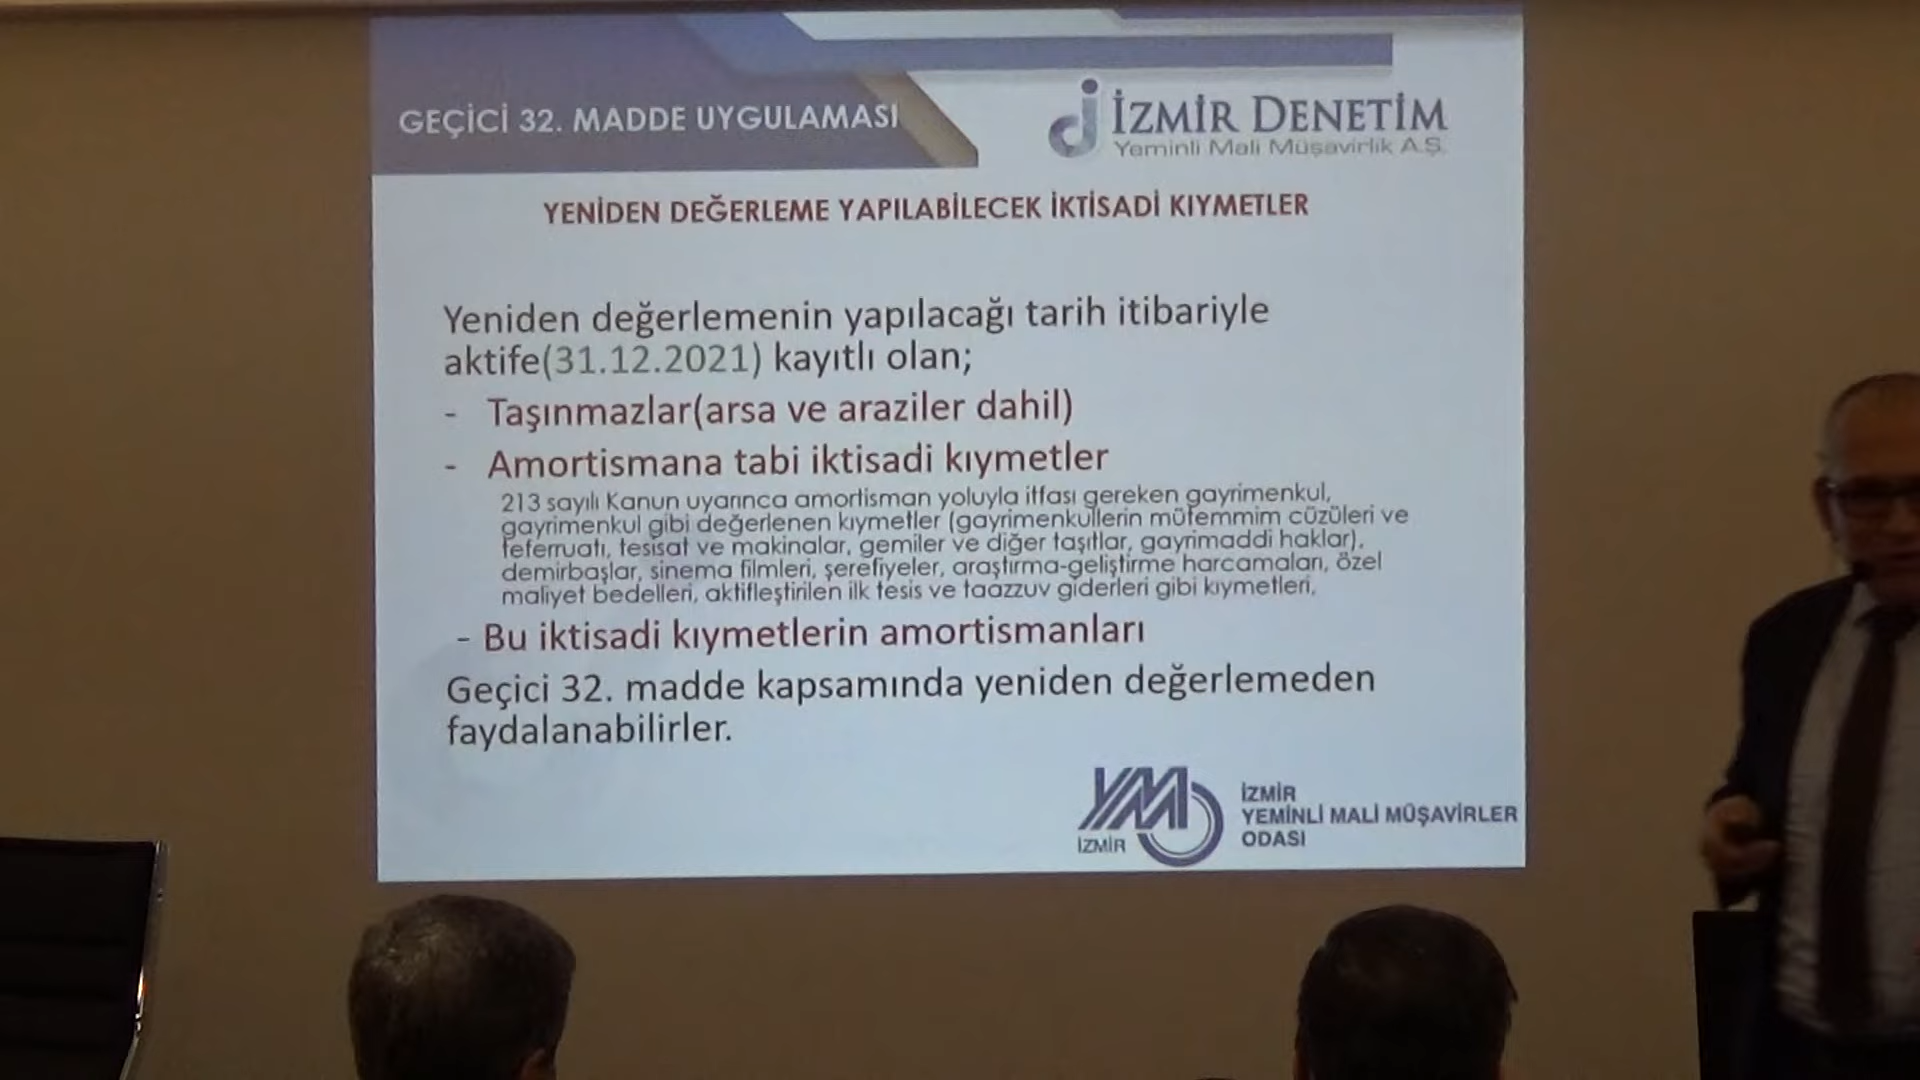 GEÇİCİ 32. MADDE UYGULAMASI
İZMİR DENETİM
Yeminli Mali Müşavirlik A.Ş.
YENİDEN DEĞERLEME YAPILABİLECEK İKTİSADİ KIYMETLER
Yeniden değerlemenin yapılacağı tarih itibariyle
aktife(31.12.2021) kayıtlı olan;
- Taşınmazlar(arsa ve araziler dahil)
- Amortismana tabi iktisadi kıymetler
213 sayılı Kanun uyarınca amortisman yoluyla itfası gereken gayrimenkul,
gayrimenkul gibi değerlenen kıymetler (gayrimenkullerin mütemmim cüzüleri ve
teferruatı, tesisat ve makinalar, gemiler ve diğer taşıtlar, gayrimaddi haklar),
demirbaşlar, sinema filmleri, şerefiyeler, araştırma-geliştirme harcamaları, özel
maliyet bedelleri, aktifleştirilen ilk tesis ve taazzuv giderleri gibi kıymetleri,
- Bu iktisadi kıymetlerin amortismanları
Geçici 32. madde kapsamında yeniden değerlemeden
faydalanabilirler.
YMM
İZMİR
İZMİR
YEMİNLİ MALİ MÜŞAVİRLER
ODASI